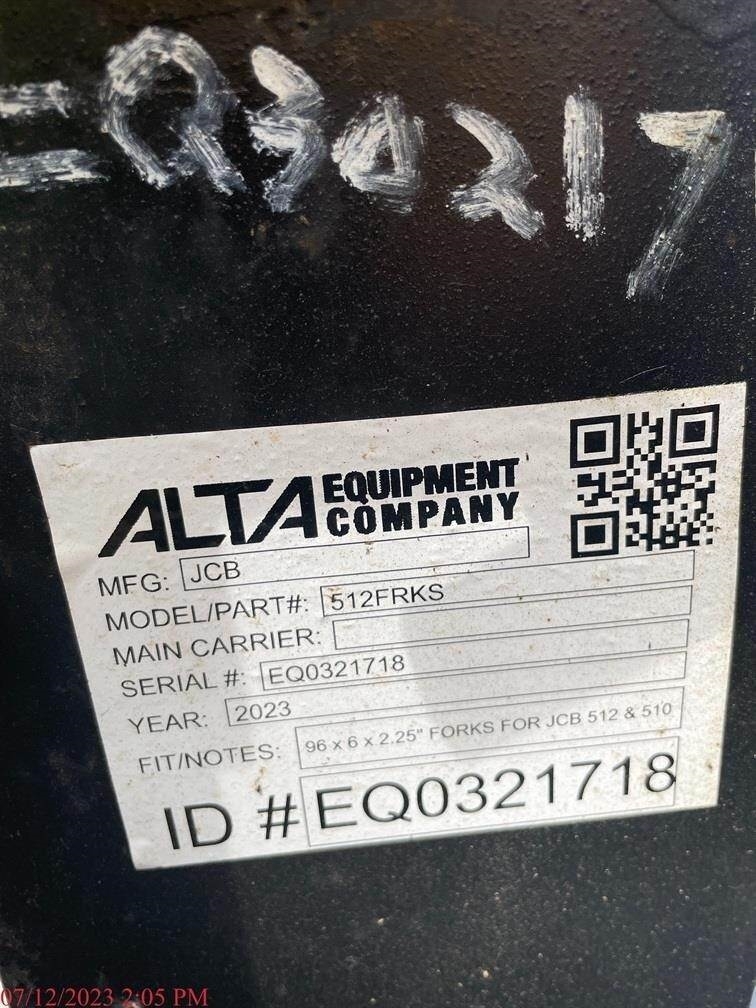 EQ30217
ALTA EQUIPMENT COMPANY
MFG: JCB
MODEL/PART#: 512FRKS
MAIN CARRIER:
SERIAL #: EQ0321718
YEAR: 2023
FIT/NOTES: 96 x 6 x 2.25" FORKS FOR JCB 512 & 510
ID # EQ0321718
07/12/2023 2:05 PM